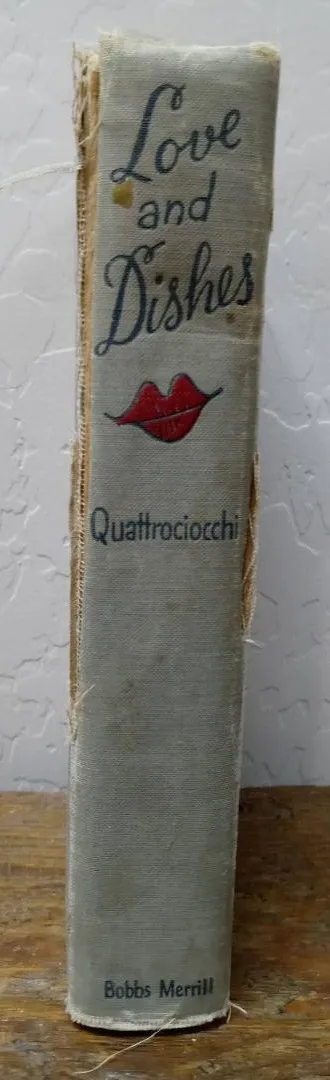 Love
and
Dishes
Quattrociocchi
Bobbs Merrill